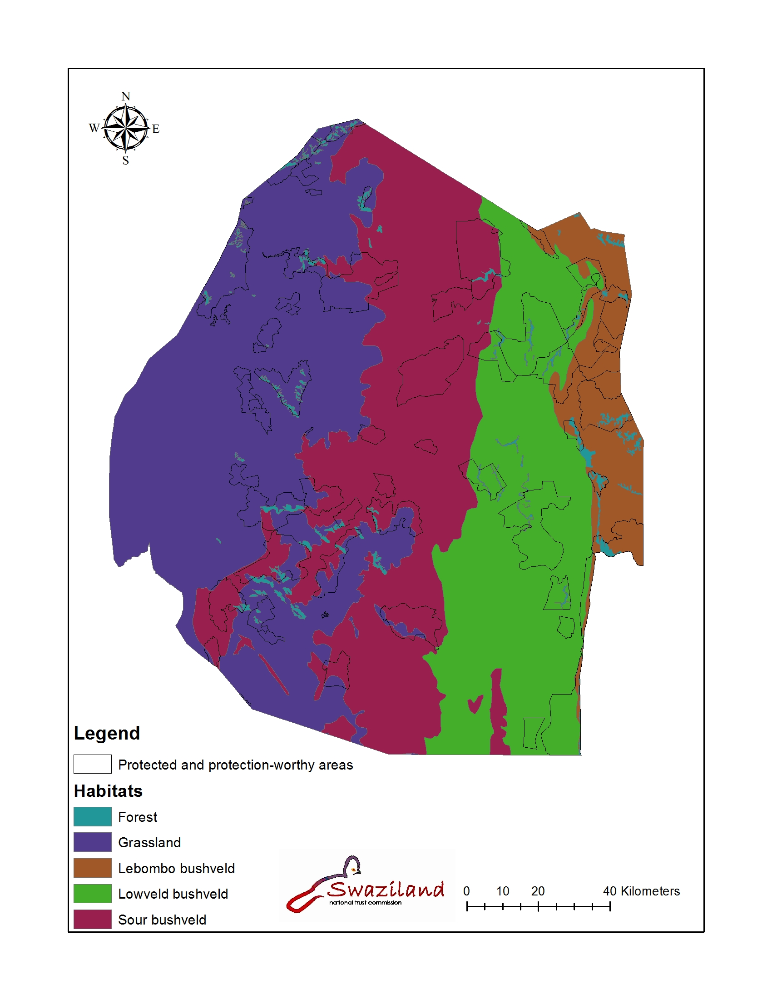 N
W E
S
Legend
Protected and protection-worthy areas
Habitats
Forest
Grassland
Lebombo bushveld
Lowveld bushveld
Sour bushveld
Swaziland
national trust commission
0 10 20 40 Kilometers